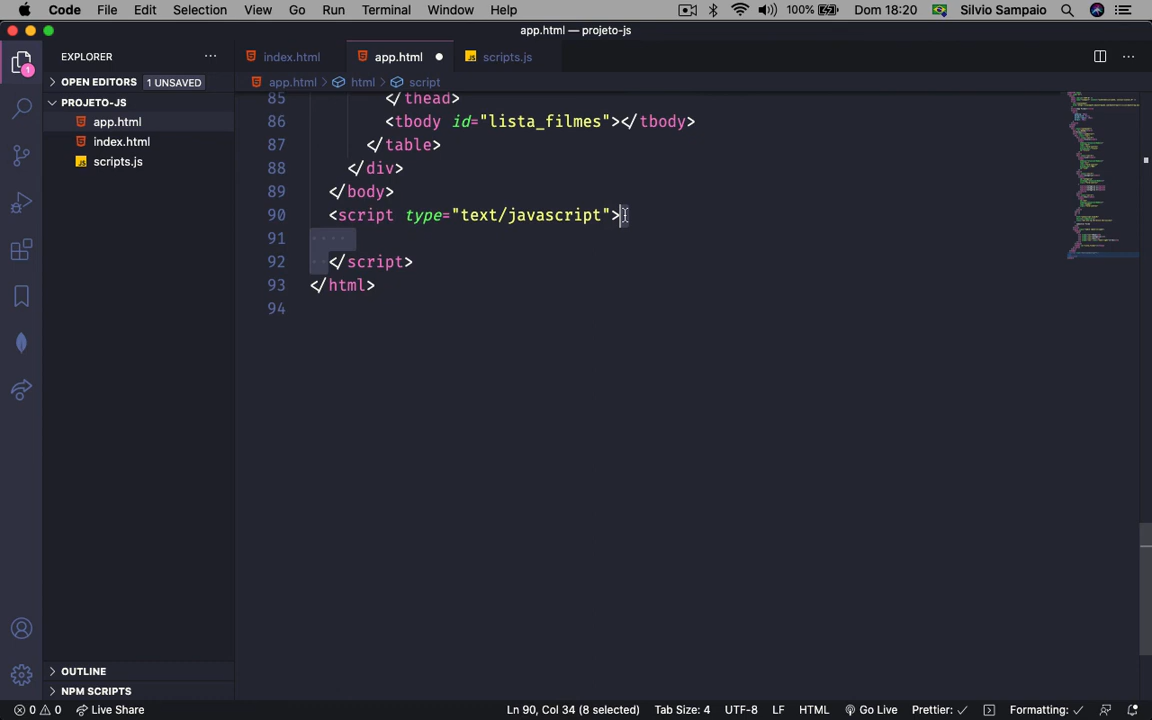 Code File Edit Selection View Go Run Terminal Window Help 100% Dom 18:20 Silvio Sampaio
app.html — projeto-js
EXPLORER
index.html app.html scripts.js
OPEN EDITORS 1 UNSAVED
app.html > html > script
PROJETO-JS
app.html
index.html
scripts.js
85 </thead>
86 <tbody id="lista_filmes"></tbody>
87 </table>
88 </div>
89 </body>
90 <script type="text/javascript">
91
92 </script>
93 </html>
94
1
OUTLINE
NPM SCRIPTS
0 0 Live Share Ln 90, Col 34 (8 selected) Tab Size: 4 UTF-8 LF HTML Go Live Prettier: ✓ Formatting: ✓